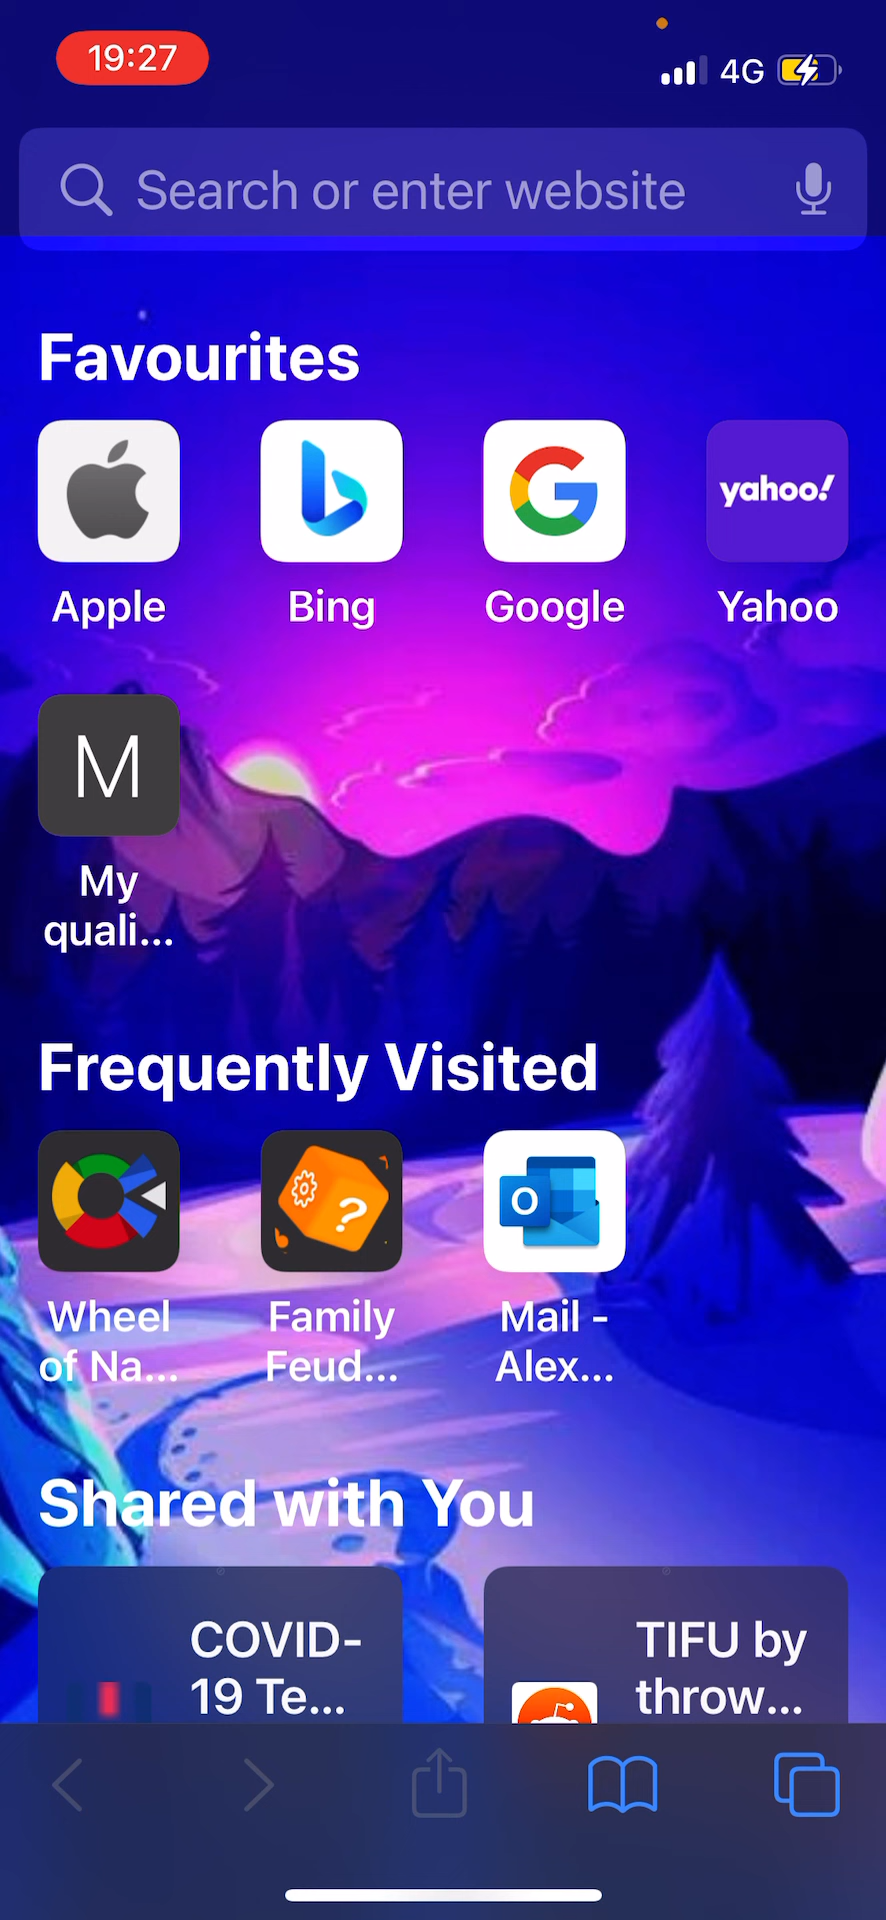 19:27
4G
Search or enter website
Favourites
yahoo!
Apple
Bing
Google
Yahoo
M
My
quali...
Frequently Visited
?
O
Wheel
of Na...
Family
Feud...
Mail -
Alex...
Shared with You
COVID-
19 Te...
TIFU by
throw...